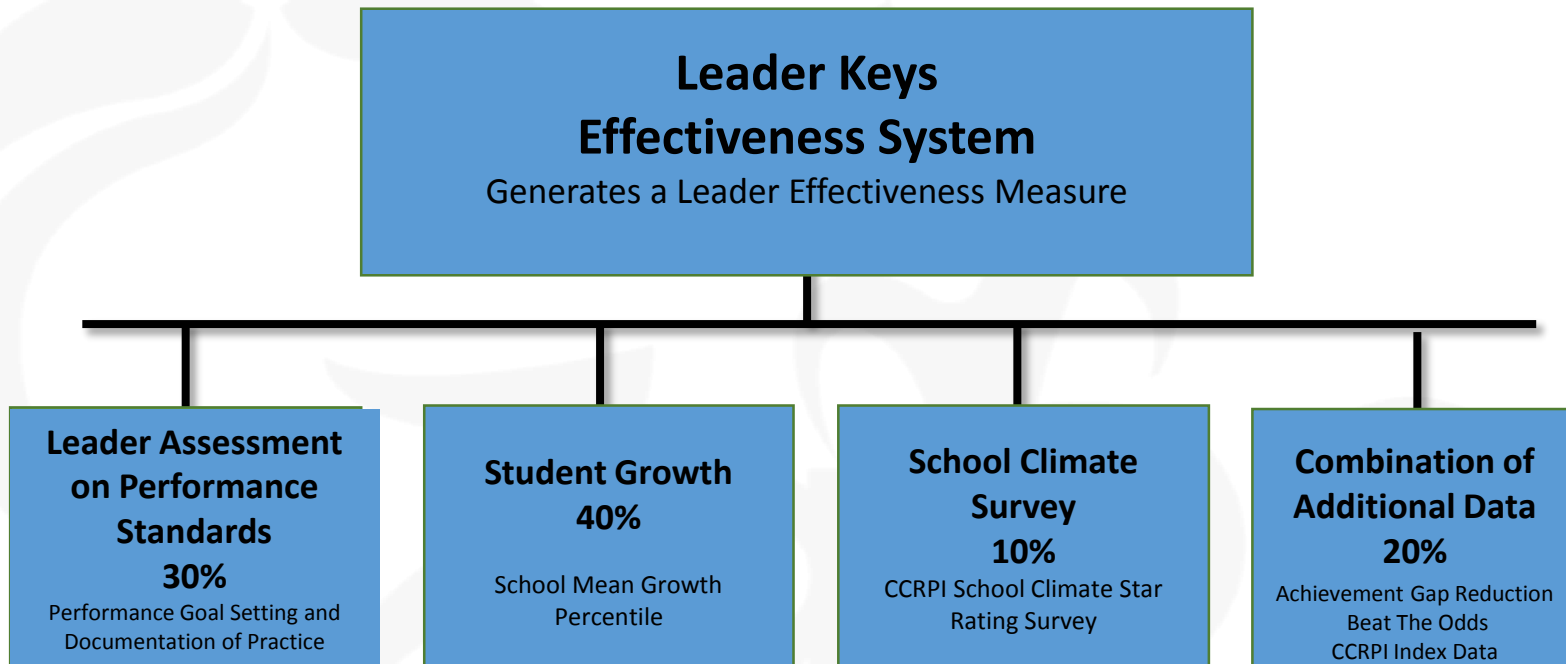 Leader Keys
Effectiveness System
Generates a Leader Effectiveness Measure
Leader Assessment
on Performance
Standards
30%
Performance Goal Setting and
Documentation of Practice
Student Growth
40%
School Mean Growth
Percentile
School Climate
Survey
10%
CCRPI School Climate Star
Rating Survey
Combination of
Additional Data
20%
Achievement Gap Reduction
Beat The Odds
CCRPI Index Data